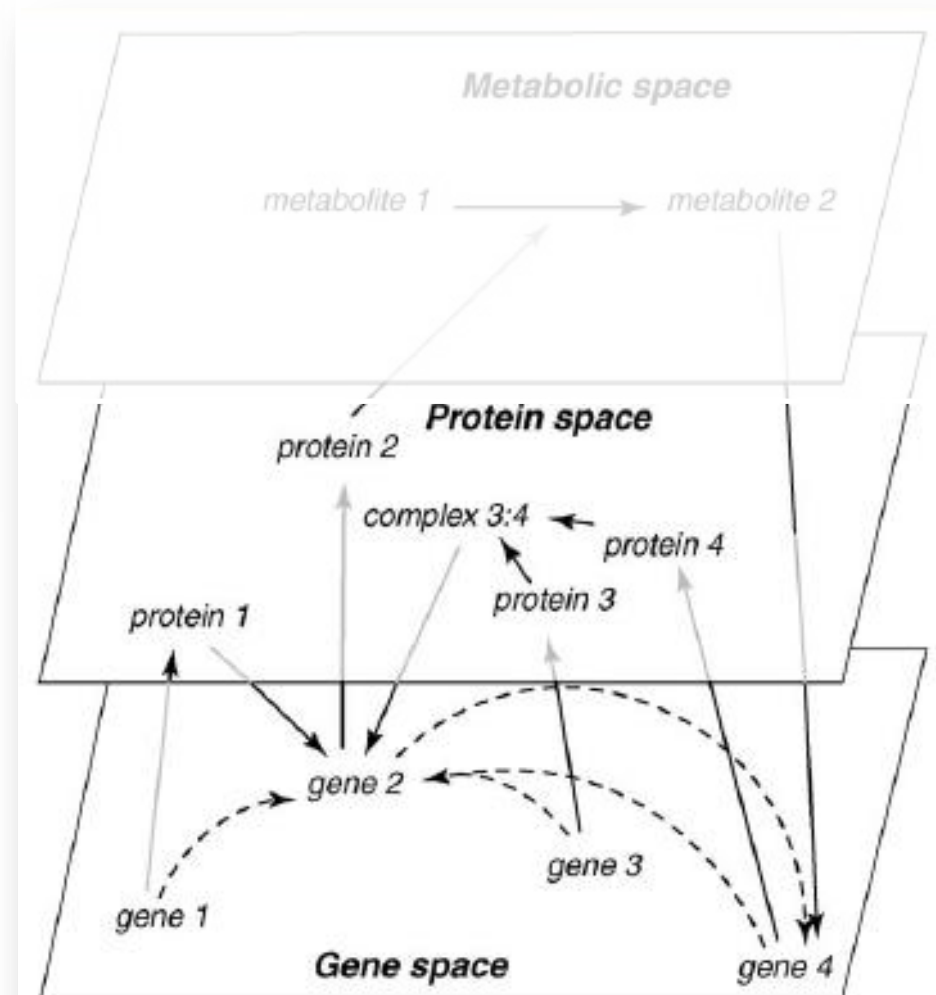 Metabolic space
metabolite 1
metabolite 2
Protein space
protein 2
complex 3:4
protein 4
protein 3
protein 1
gene 2
gene 3
gene 1
Gene space
gene 4